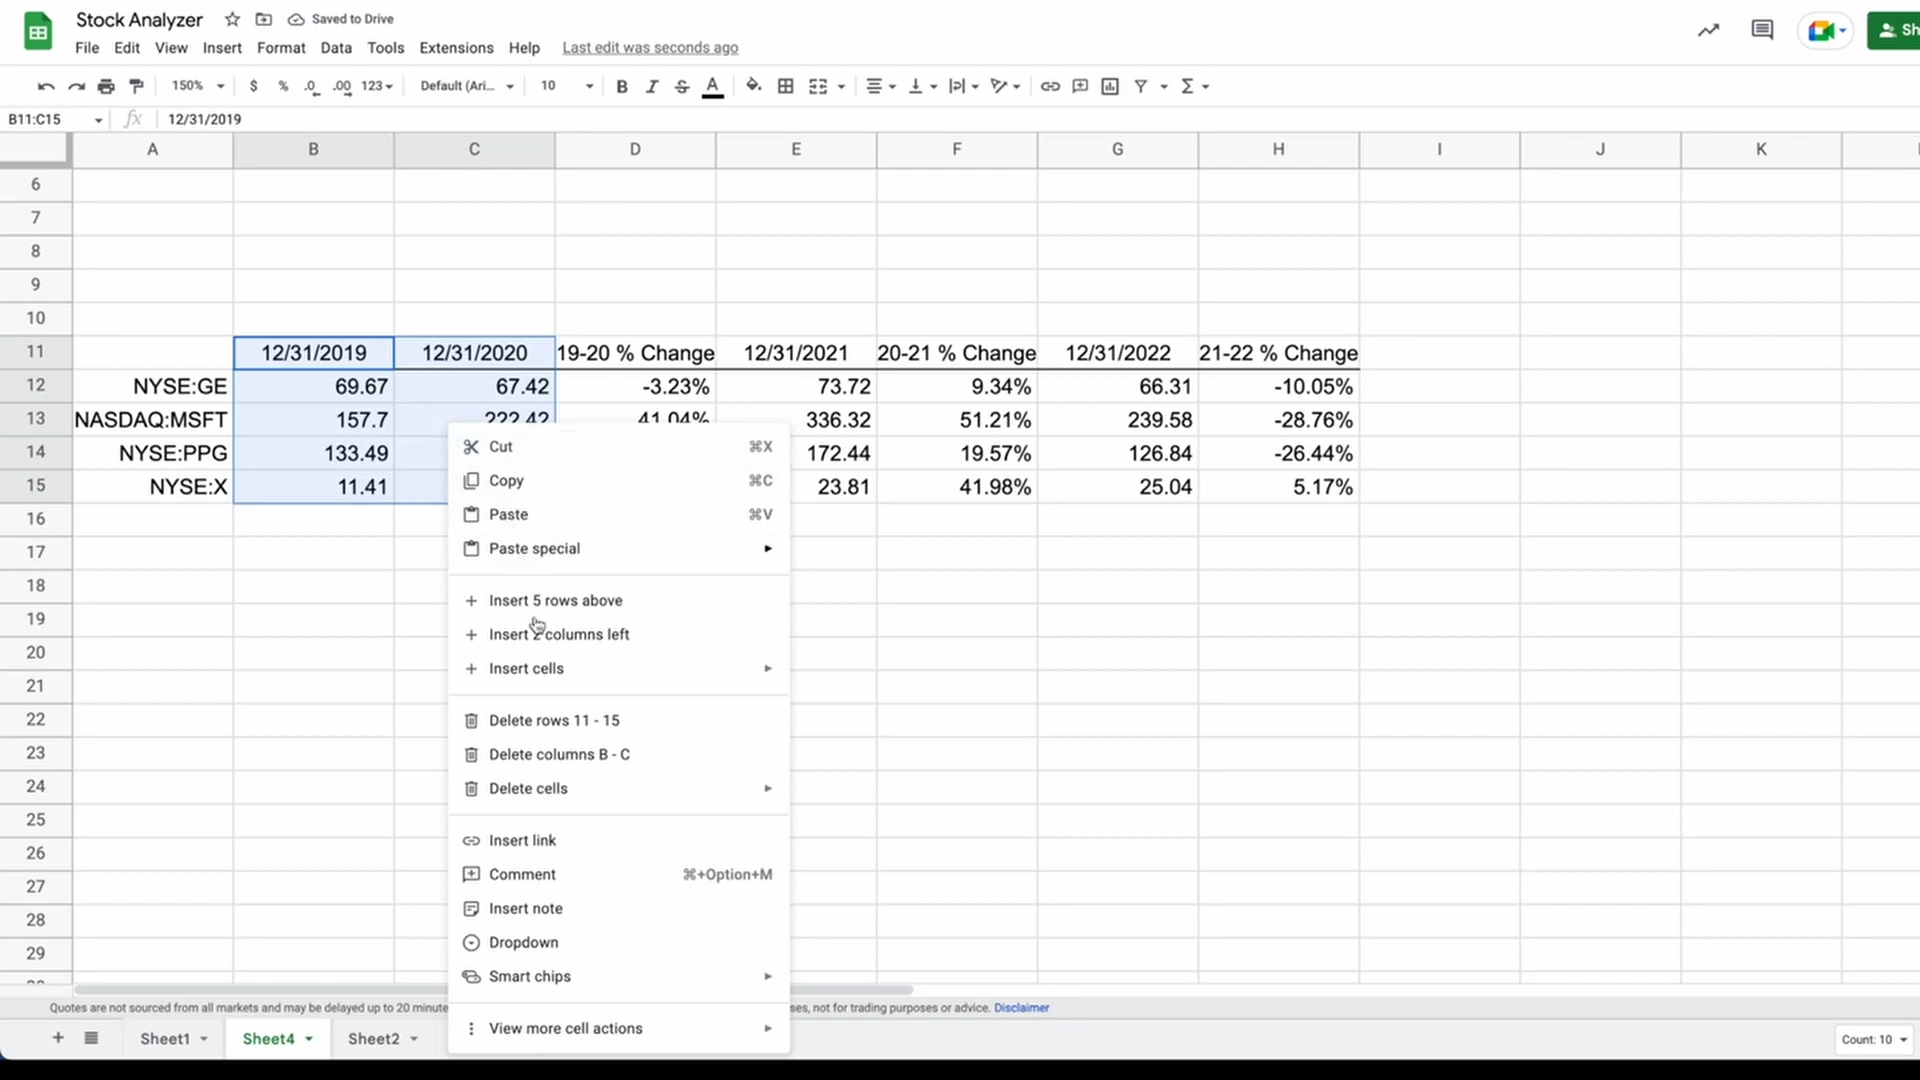 Stock Analyzer Saved to Drive
File Edit View Insert Format Data Tools Extensions Help Last edit was seconds ago
150% $ % .0 .00 123 Default (Ari... 10 B I S A Σ
B11:C15 fx 12/31/2019
A B C D E F G H I J K
6
7
8
9
10
11 12/31/2019 12/31/2020 19-20 % Change 12/31/2021 20-21 % Change 12/31/2022 21-22 % Change
12 NYSE:GE 69.67 67.42 -3.23% 73.72 9.34% 66.31 -10.05%
13 NASDAQ:MSFT 157.7 222.42 41.04% 336.32 51.21% 239.58 -28.76%
14 NYSE:PPG 133.49 172.44 19.57% 126.84 -26.44%
15 NYSE:X 11.41 23.81 41.98% 25.04 5.17%
16
17
18
19
20
21
22
23
24
25
26
27
28
29
Cut ⌘X
Copy ⌘C
Paste ⌘V
Paste special
Insert 5 rows above
Insert 2 columns left
Insert cells
Delete rows 11 - 15
Delete columns B - C
Delete cells
Insert link
Comment ⌘+Option+M
Insert note
Dropdown
Smart chips
View more cell actions
Quotes are not sourced from all markets and may be delayed up to 20 minute ses, not for trading purposes or advice. Disclaimer
Sheet1 Sheet4 Sheet2 Count: 10